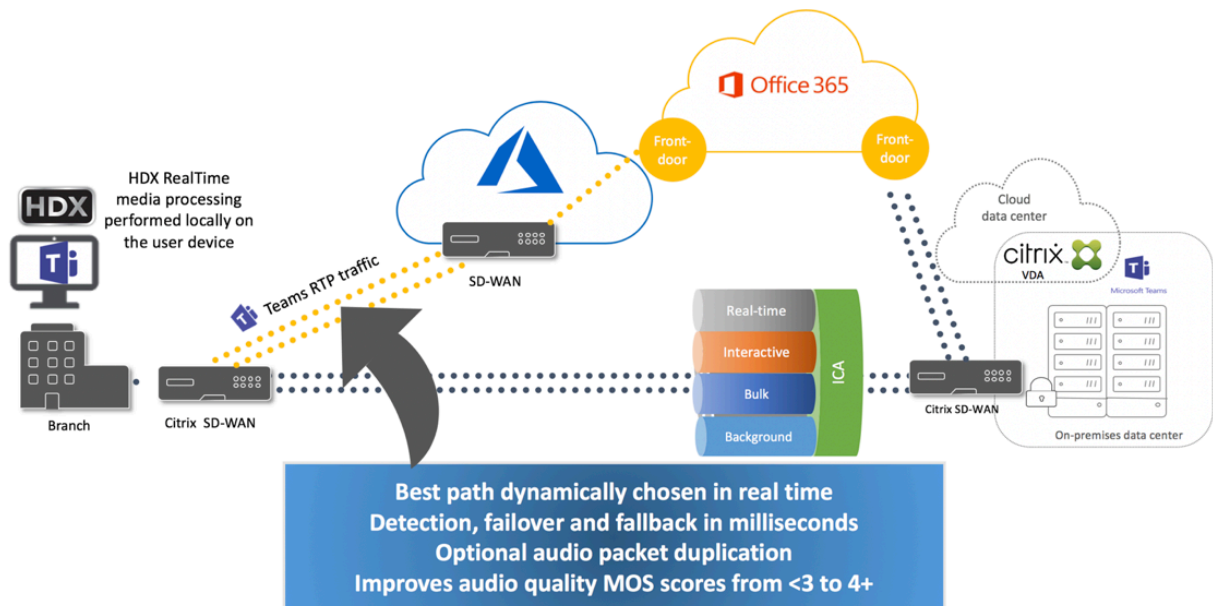 Office 365
Front-
door
Front-
door
HDX RealTime
media processing
performed locally on
the user device
HDX
Ti
SD-WAN
Ti Teams RTP traffic
Cloud
data center
citrix
VDA
Ti
Microsoft Teams
Real-time
Interactive
Bulk
Background
ICA
Branch
Citrix SD-WAN
Citrix SD-WAN
On-premises data center
Best path dynamically chosen in real time
Detection, failover and fallback in milliseconds
Optional audio packet duplication
Improves audio quality MOS scores from <3 to 4+